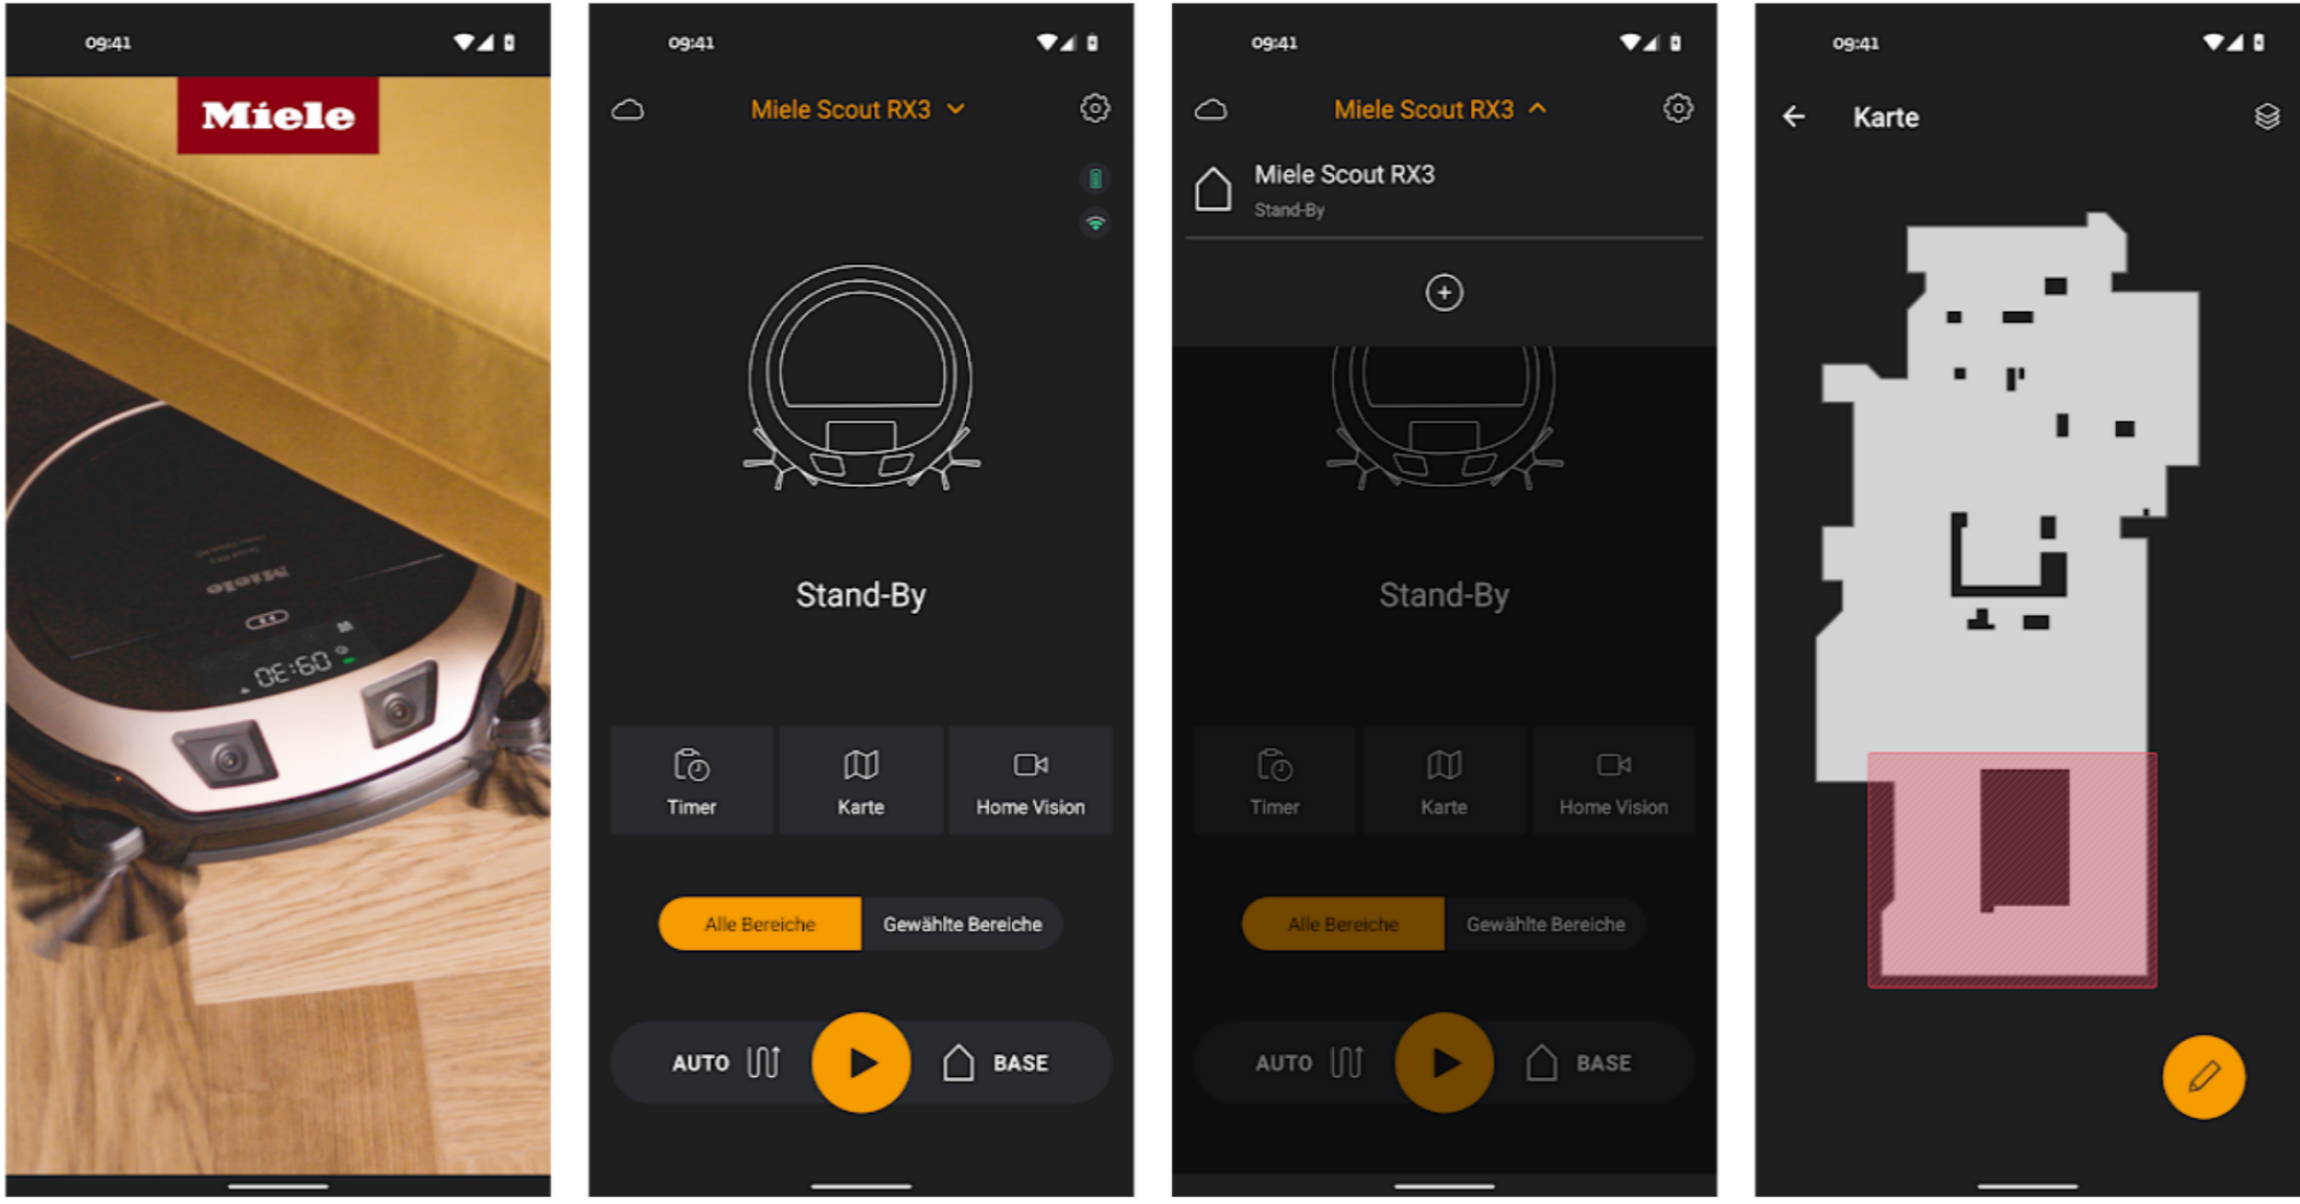 09:41
Miele
Miele
09:30
09:41
Miele Scout RX3
Stand-By
Timer
Karte
Home Vision
Alle Bereiche
Gewählte Bereiche
AUTO
BASE
09:41
Miele Scout RX3
Miele Scout RX3
Stand-By
Stand-By
Timer
Karte
Home Vision
Alle Bereiche
Gewählte Bereiche
AUTO
BASE
09:41
Karte